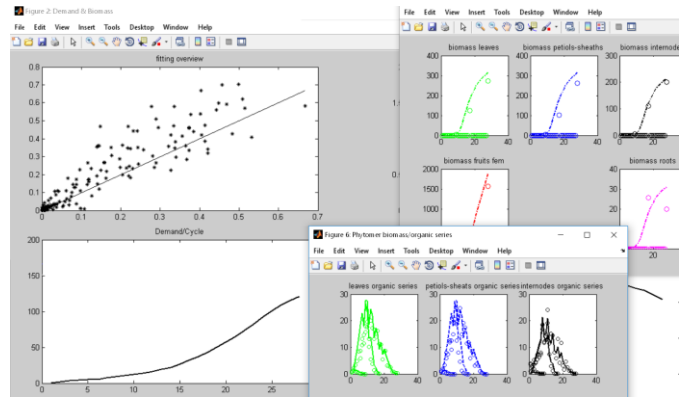 Figure 2: Demand & Biomass
File Edit View Insert Tools Desktop Window Help
fitting overview
0.8
0.7
0.6
0.5
0.4
0.3
0.2
0.1
0
0 0.1 0.2 0.3 0.4 0.5 0.6 0.7
Demand/Cycle
200
150
100
50
0
0 5 10 15 20 25
File Edit View Insert Tools Desktop Window Help
biomass leaves biomass petiols-sheaths biomass internodes
400 400 400
300 300 300
200 200 200
100 100 100
0 0 0
0 20 40 0 20 40 0 20
biomass fruits fem biomass roots
2000 40
1500 30
1000 20
500 10
0
20
Figure 6: Phytomer biomass/organic series
File Edit View Insert Tools Desktop Window Help
leaves organic series petiols-sheats organic series internodes organic series
30 30 30
20 20 20
10 10 10
0 0 0
0 20 40 0 20 40 0 20 40